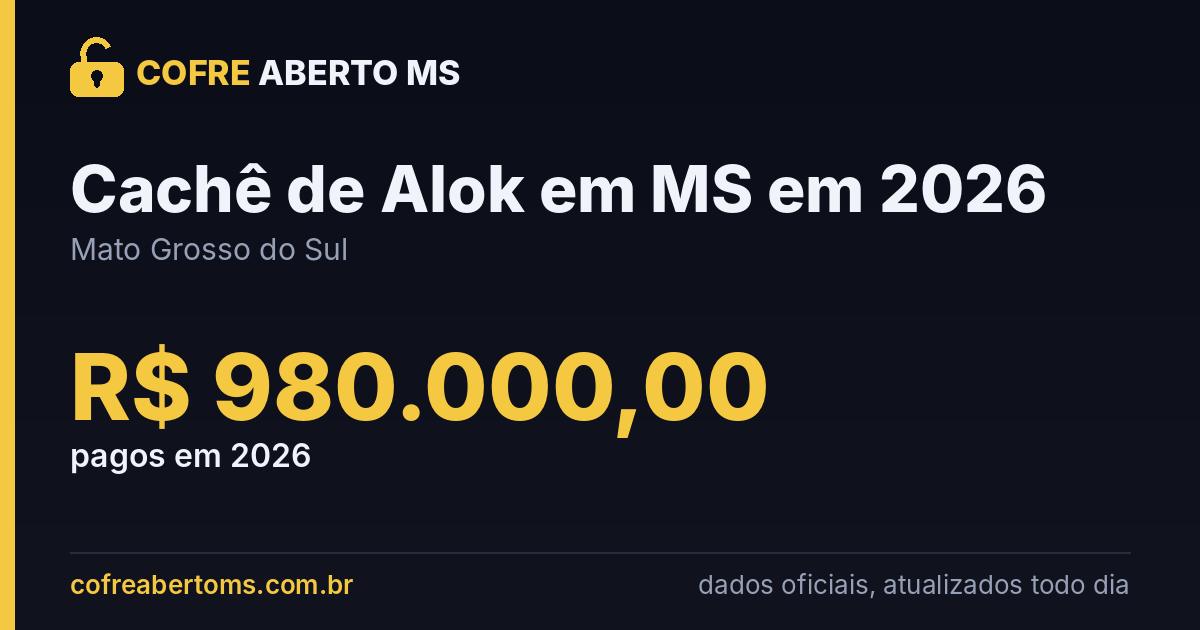 COFRE ABERTO MS
Cachê de Alok em MS em 2026
Mato Grosso do Sul
R$ 980.000,00
pagos em 2026
cofreabertoms.com.br
dados oficiais, atualizados todo dia